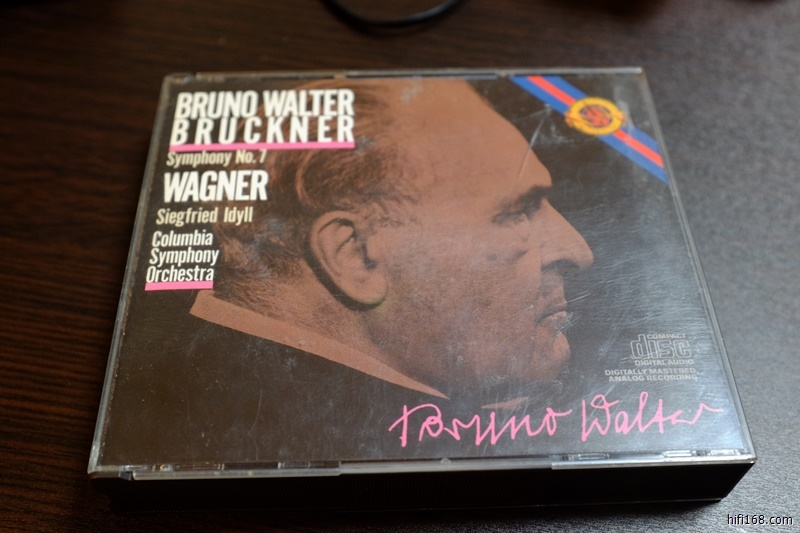 BRUNO WALTER
BRUCKNER
Symphony No. 7
WAGNER
Siegfried Idyll
Columbia
Symphony
Orchestra
COMPACT
disc
DIGITAL AUDIO
DIGITALLY MASTERED
ANALOG RECORDING
Bruno Walter
hifi168.com